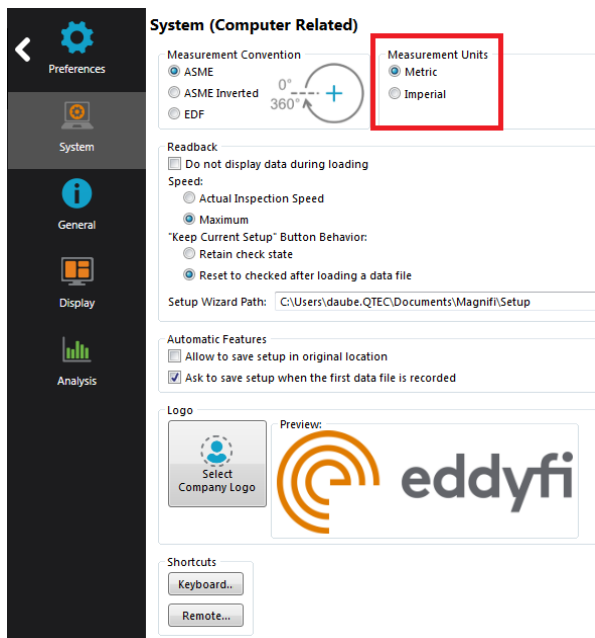 Preferences
System
General
Display
Analysis
System (Computer Related)
Measurement Convention
ASME
ASME Inverted
EDF
0°
360°
Measurement Units
Metric
Imperial
Readback
Do not display data during loading
Speed:
Actual Inspection Speed
Maximum
"Keep Current Setup" Button Behavior:
Retain check state
Reset to checked after loading a data file
Setup Wizard Path: C:\Users\daube.QTEC\Documents\Magnifi\Setup
Automatic Features
Allow to save setup in original location
Ask to save setup when the first data file is recorded
Logo
Select
Company Logo
Preview:
eddyfi
Shortcuts
Keyboard..
Remote...